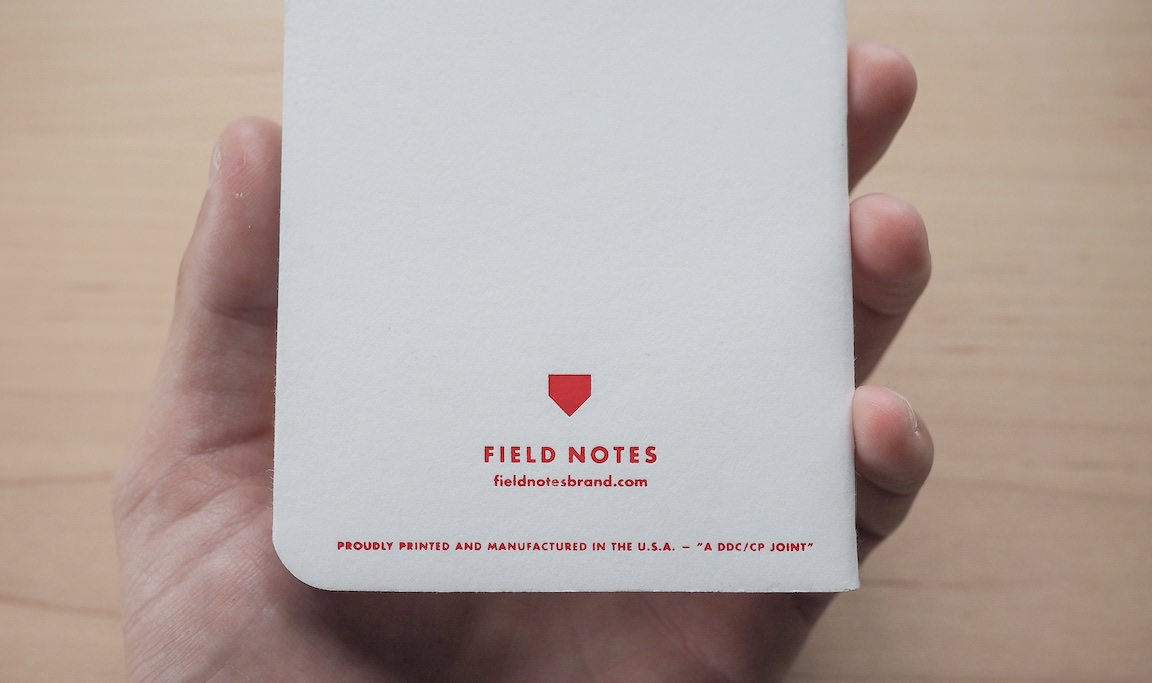 FIELD NOTES
fieldnotesbrand.com
PROUDLY PRINTED AND MANUFACTURED IN THE U.S.A. — "A DDC/CP JOINT"